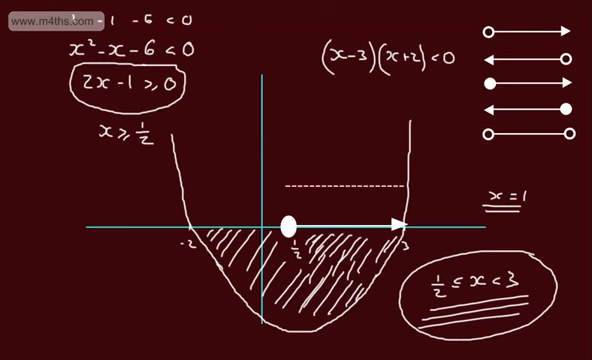 www.m4ths.com
1 - 1 - 6 < 0
x² - x - 6 < 0
(x-3)(x+2) < 0
2x - 1 ≥ 0
x ≥ 1/2
x = 1
-2
1/2
3
1/2 ≤ x < 3